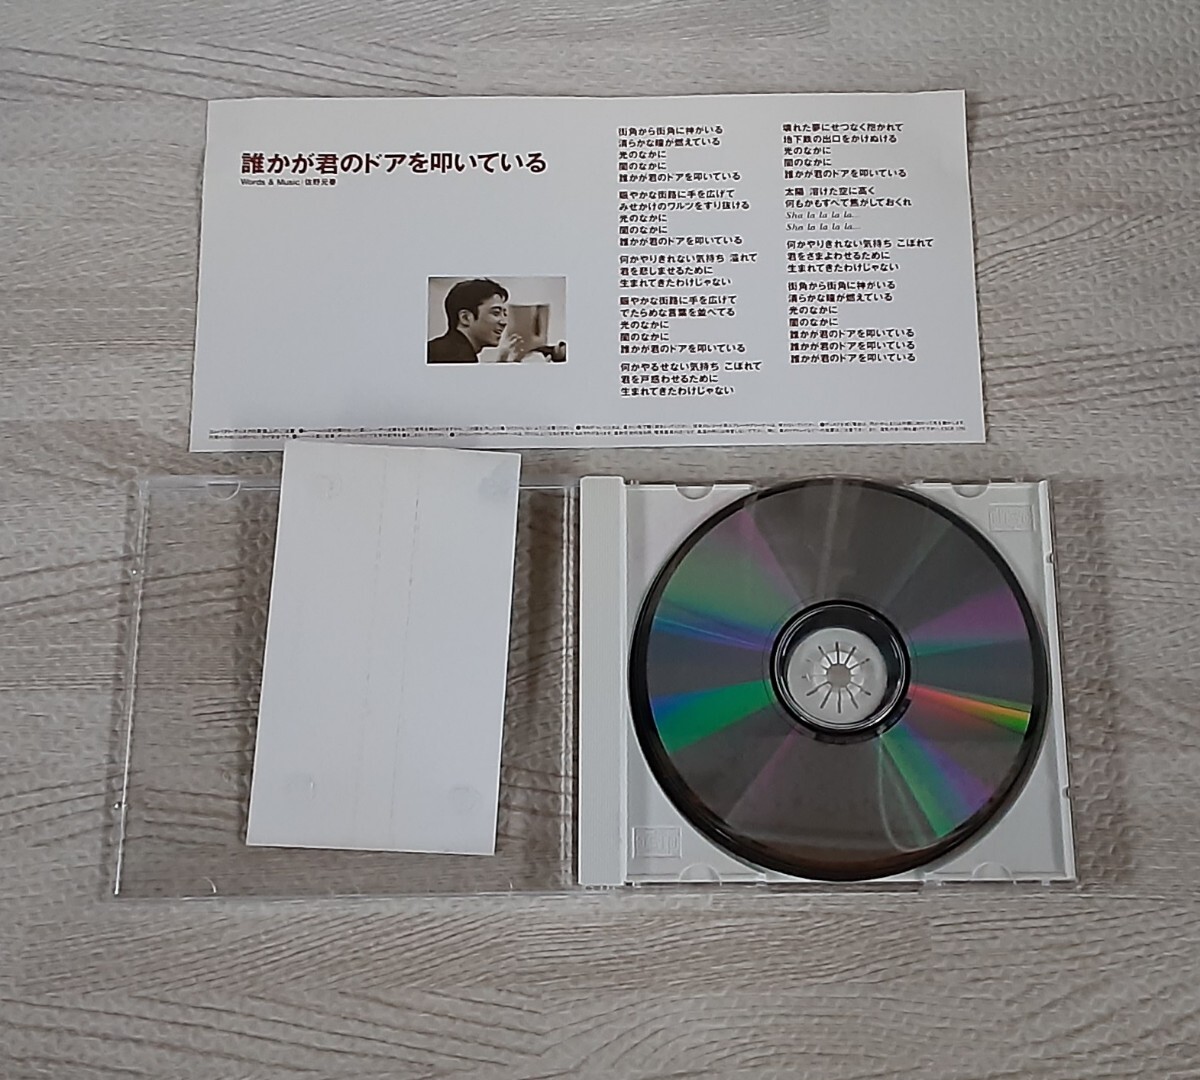 誰かが君のドアを叩いている
Words & Music：佐野元春
街角から街角に神がいる
清らかな瞳が燃えている
光のなかに
闇のなかに
誰かが君のドアを叩いている
賑やかな街路に手を広げて
みせかけのワルツをすり抜ける
光のなかに
闇のなかに
誰かが君のドアを叩いている
何かやりきれない気持ち 溢れて
君を悲しませるために
生まれてきたわけじゃない
賑やかな街路に手を広げて
でたらめな言葉を並べてる
光のなかに
闇のなかに
誰かが君のドアを叩いている
何かやるせない気持ち こぼれて
君を戸惑わせるために
生まれてきたわけじゃない
壊れた夢にせつなく抱かれて
地下鉄の出口をかけぬける
光のなかに
闇のなかに
誰かが君のドアを叩いている
太陽 溶けた空に高く
何もかもすべて焦がしておくれ
Sha la la la la...
Sha la la la la...
何かやりきれない気持ち こぼれて
君をさまよわせるために
生まれてきたわけじゃない
街角から街角に神がいる
清らかな瞳が燃えている
光のなかに
闇のなかに
誰かが君のドアを叩いている
誰かが君のドアを叩いている
誰かが君のドアを叩いている